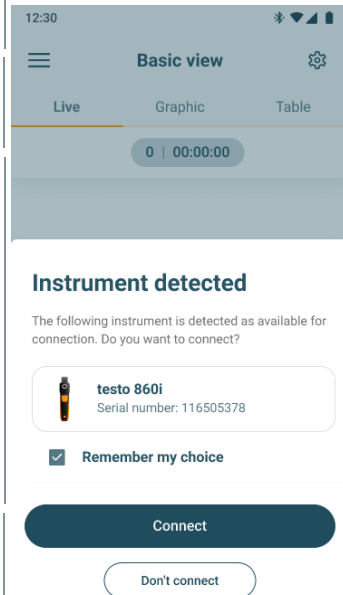 12:30
Basic view
Live Graphic Table
0 | 00:00:00
Instrument detected
The following instrument is detected as available for
connection. Do you want to connect?
testo 860i
Serial number: 116505378
Remember my choice
Connect
Don't connect